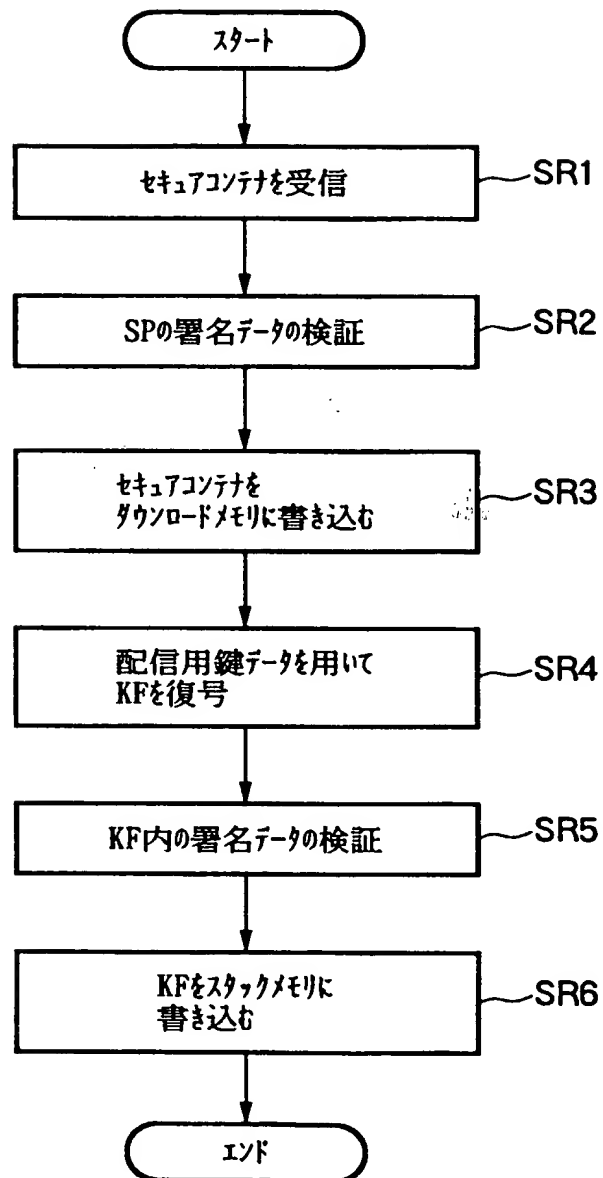 スタート
セキュアコンテナを受信
SR1
SPの署名データの検証
SR2
セキュアコンテナを
ダウンロードメモリに書き込む
SR3
配信用鍵データを用いて
KFを復号
SR4
KF内の署名データの検証
SR5
KFをスタックメモリに
書き込む
SR6
エンド